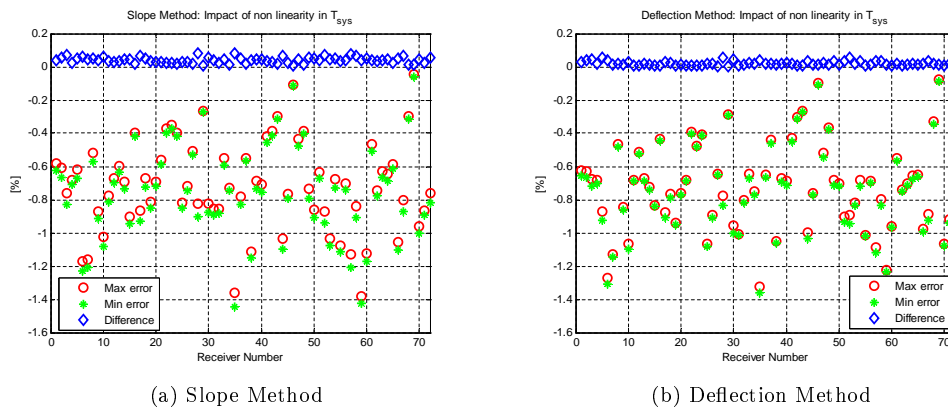 Slope Method: Impact of non linearity in T_sys
0.2
0
-0.2
-0.4
-0.6
-0.8
-1
-1.2
-1.4
-1.6
[%]
Max error
Min error
Difference
0 10 20 30 40 50 60 70
Receiver Number
(a) Slope Method
Deflection Method: Impact of non linearity in T_sys
0.2
0
-0.2
-0.4
-0.6
-0.8
-1
-1.2
-1.4
-1.6
[%]
Max error
Min error
Difference
0 10 20 30 40 50 60 70
Receiver Number
(b) Deflection Method